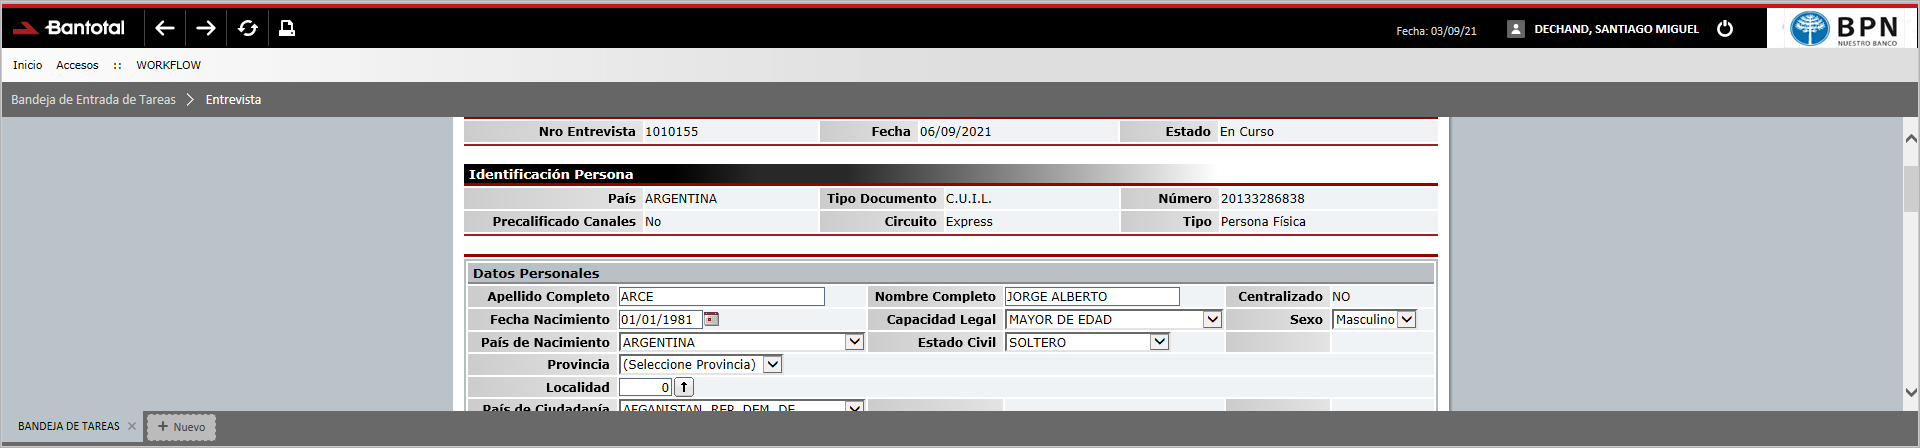 Bantotal Fecha: 03/09/21 DECHAND, SANTIAGO MIGUEL BPN
NUESTRO BANCO
Inicio Accesos :: WORKFLOW
Bandeja de Entrada de Tareas > Entrevista
Nro Entrevista 1010155 Fecha 06/09/2021 Estado En Curso
Identificación Persona
País ARGENTINA Tipo Documento C.U.I.L. Número 20133286838
Precalificado Canales No Circuito Express Tipo Persona Física
Datos Personales
Apellido Completo ARCE Nombre Completo JORGE ALBERTO Centralizado NO
Fecha Nacimiento 01/01/1981 Capacidad Legal MAYOR DE EDAD Sexo Masculino
País de Nacimiento ARGENTINA Estado Civil SOLTERO
Provincia (Seleccione Provincia)
Localidad 0
País de Ciudadanía AFGANISTAN, REP. DEM. DE
BANDEJA DE TAREAS × + Nuevo